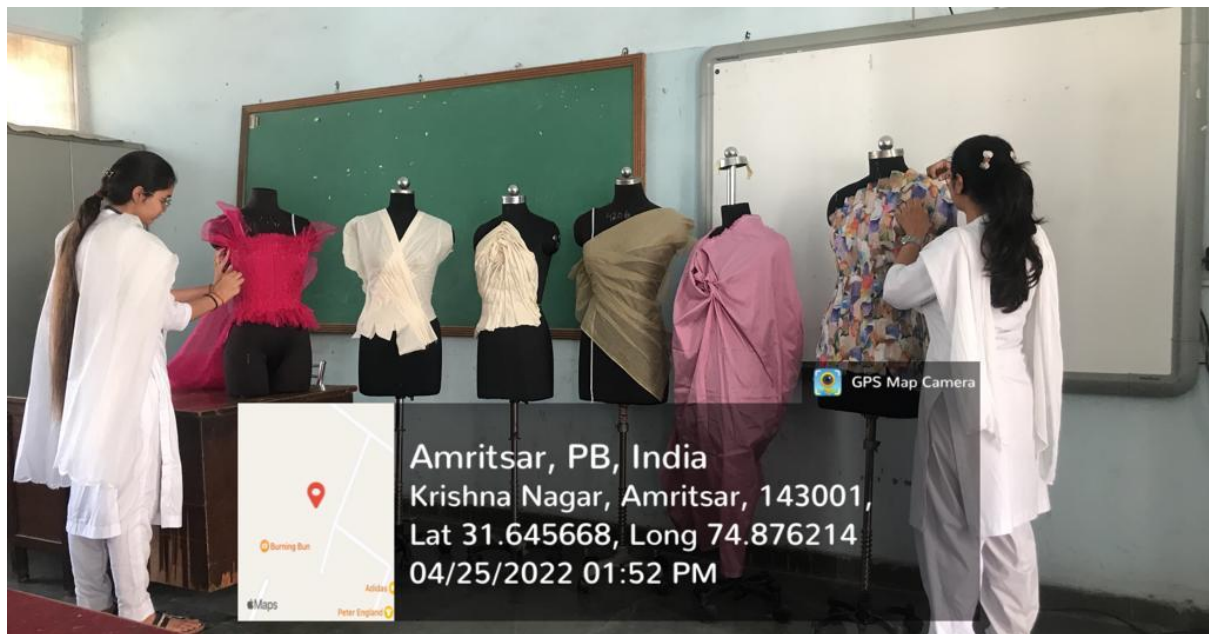 GPS Map Camera
Amritsar, PB, India
Krishna Nagar, Amritsar, 143001,
Lat 31.645668, Long 74.876214
04/25/2022 01:52 PM
Burning Bun
Adidas
Peter England
Maps